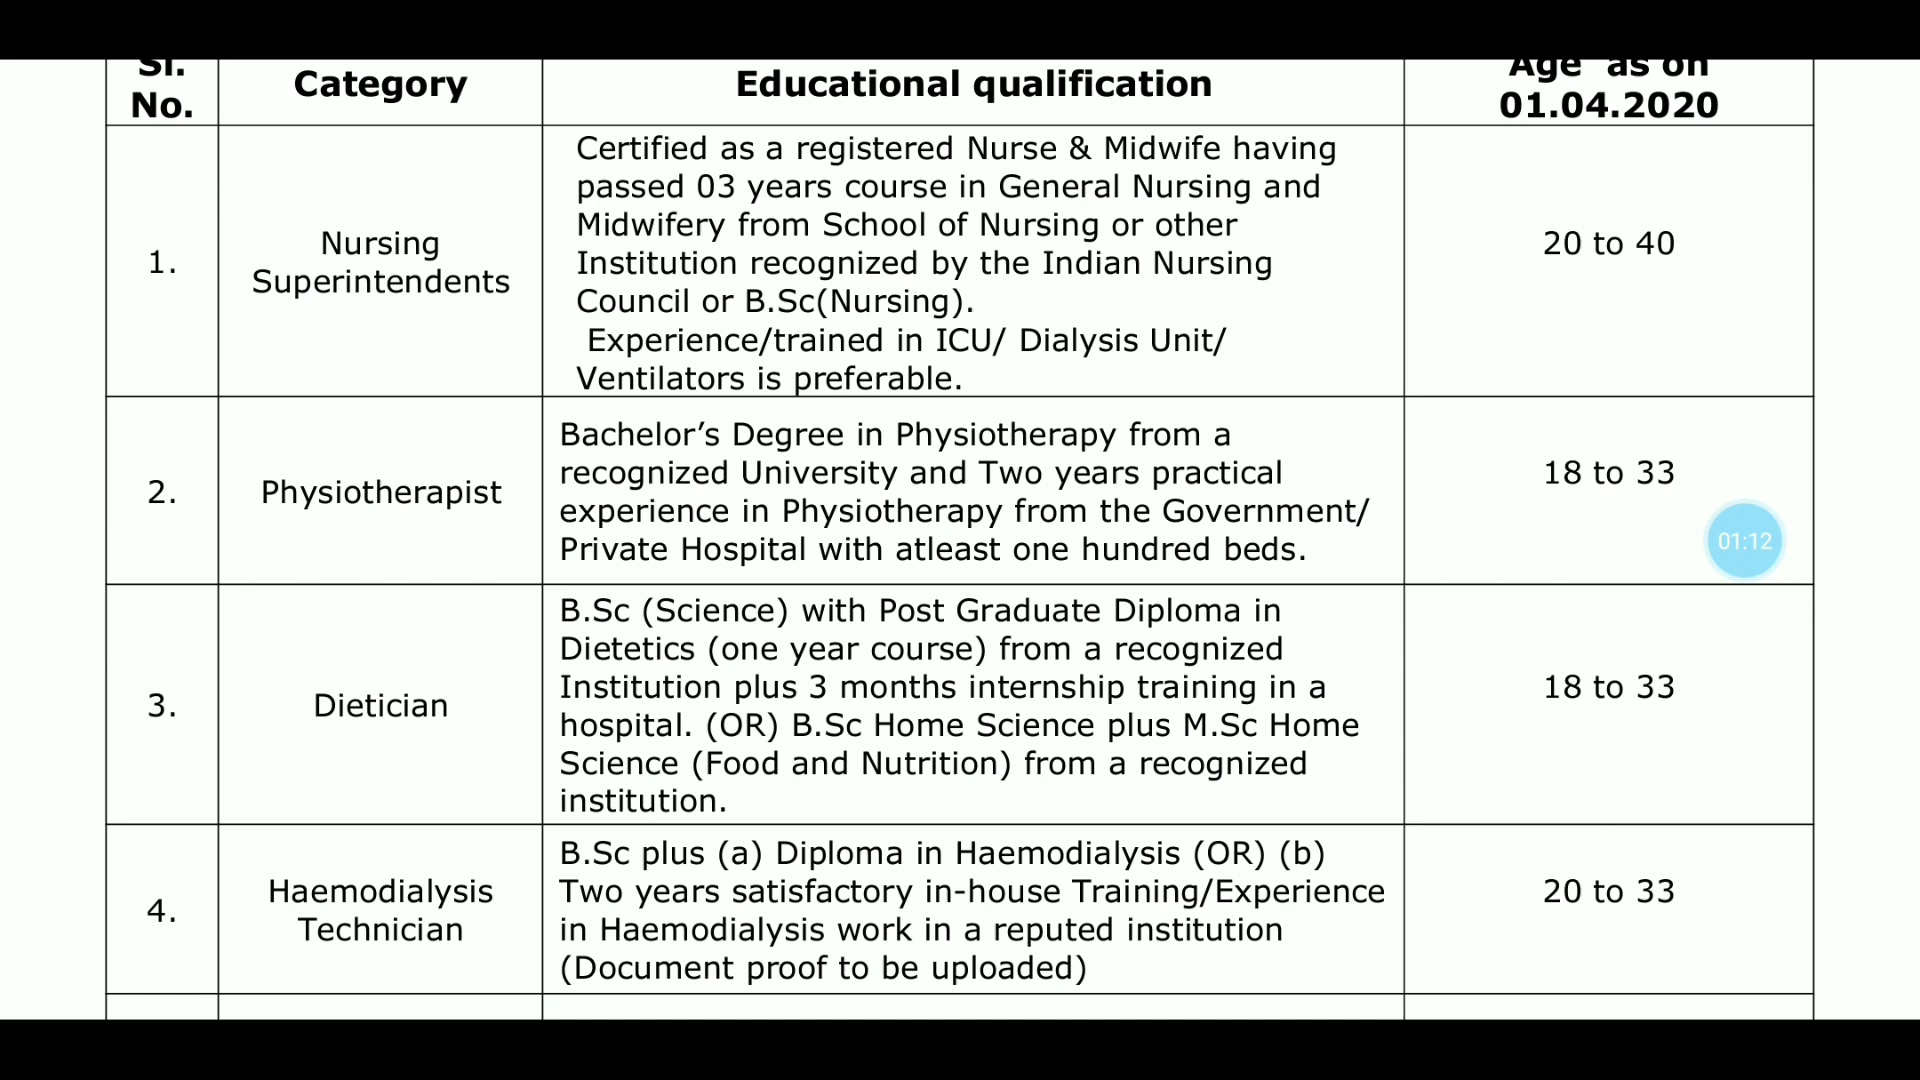 Sl.
No.
Category
Educational qualification
Age as on
01.04.2020
1.
Nursing
Superintendents
Certified as a registered Nurse & Midwife having
passed 03 years course in General Nursing and
Midwifery from School of Nursing or other
Institution recognized by the Indian Nursing
Council or B.Sc(Nursing).
Experience/trained in ICU/ Dialysis Unit/
Ventilators is preferable.
20 to 40
2.
Physiotherapist
Bachelor’s Degree in Physiotherapy from a
recognized University and Two years practical
experience in Physiotherapy from the Government/
Private Hospital with atleast one hundred beds.
18 to 33
01:12
3.
Dietician
B.Sc (Science) with Post Graduate Diploma in
Dietetics (one year course) from a recognized
Institution plus 3 months internship training in a
hospital. (OR) B.Sc Home Science plus M.Sc Home
Science (Food and Nutrition) from a recognized
institution.
18 to 33
4.
Haemodialysis
Technician
B.Sc plus (a) Diploma in Haemodialysis (OR) (b)
Two years satisfactory in-house Training/Experience
in Haemodialysis work in a reputed institution
(Document proof to be uploaded)
20 to 33